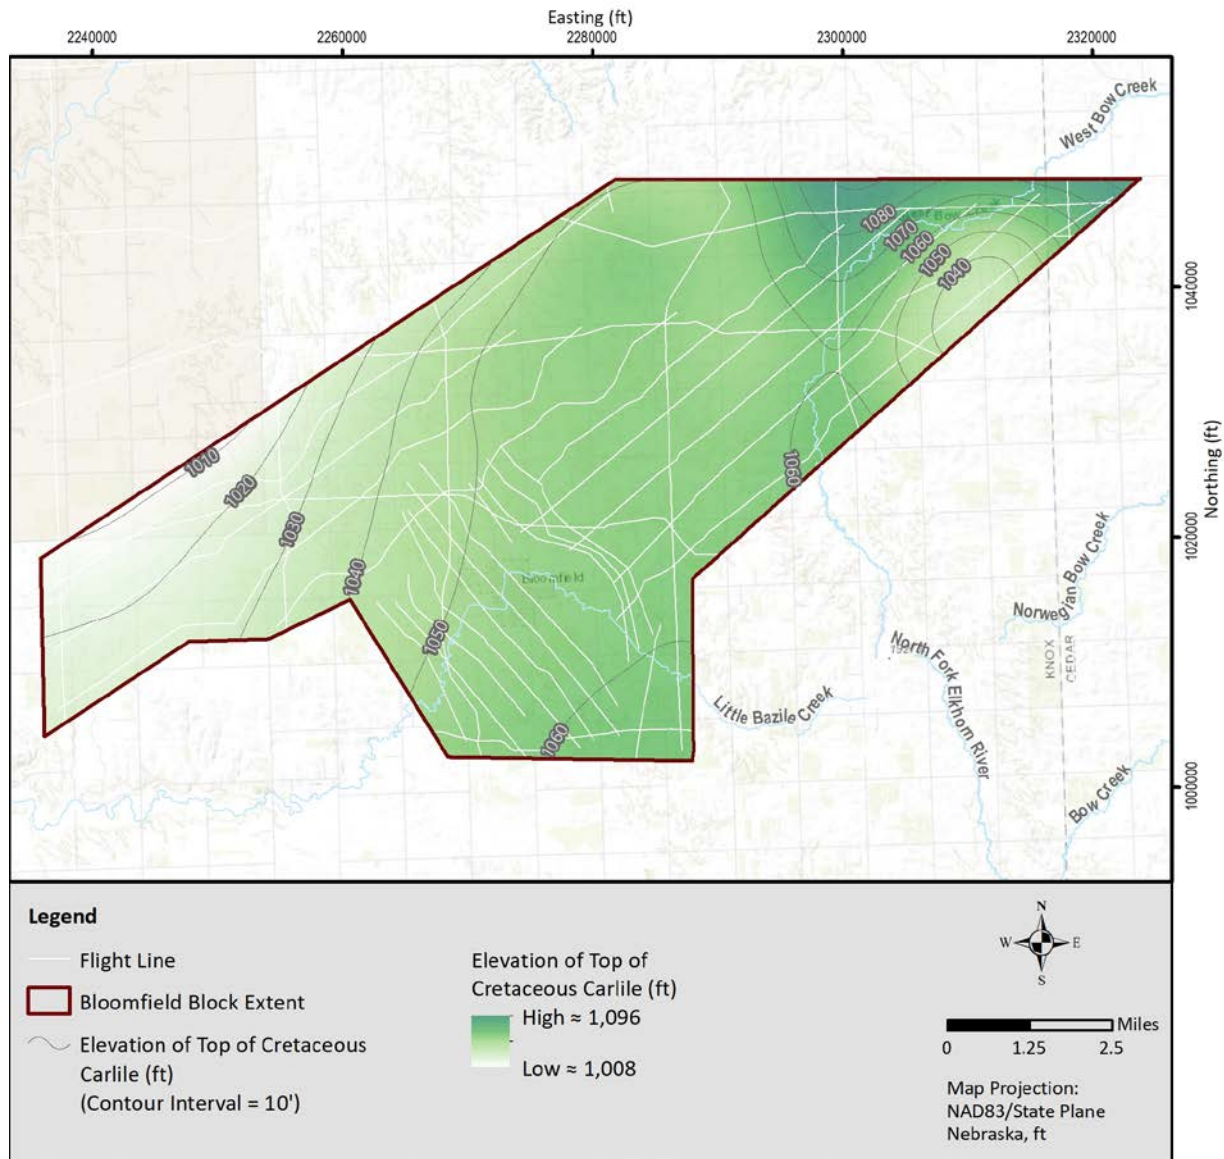 Easting (ft)
2240000
2260000
2280000
2300000
2320000
West Bow Creek
1080
1070
1060
1050
1040
1040000
1010
1020
1030
1040
1050
1060
1060
Bloomfield
Northing (ft)
1020000
Norwegian Bow Creek
KNOX
CEDAR
North Fork Elkhorn River
Little Bazile Creek
Bow Creek
1000000
Legend
Flight Line
Bloomfield Block Extent
Elevation of Top of Cretaceous
Carlile (ft)
(Contour Interval = 10')
Elevation of Top of
Cretaceous Carlile (ft)
High ≈ 1,096
Low ≈ 1,008
N
W
E
S
Miles
0
1.25
2.5
Map Projection:
NAD83/State Plane
Nebraska, ft